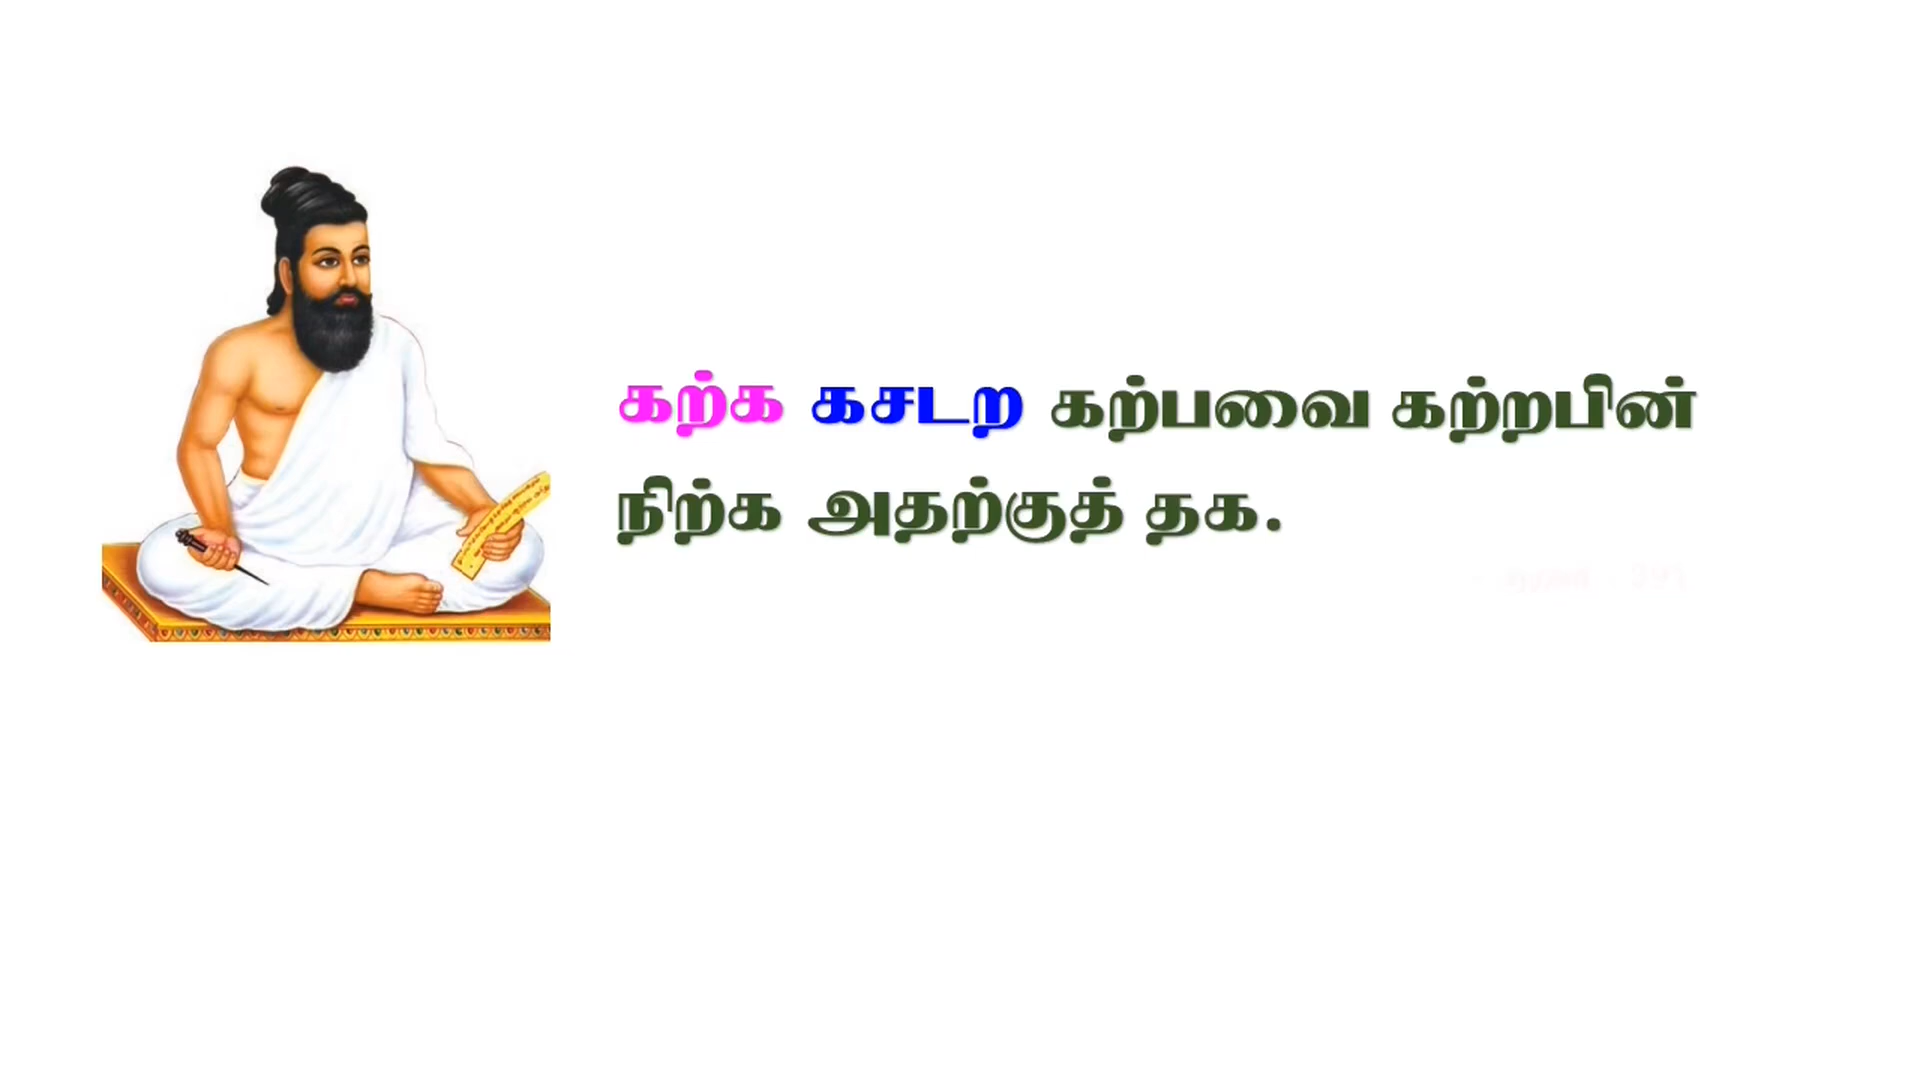 கற்க கசடற கற்பவை கற்றபின்
நிற்க அதற்குத் தக.